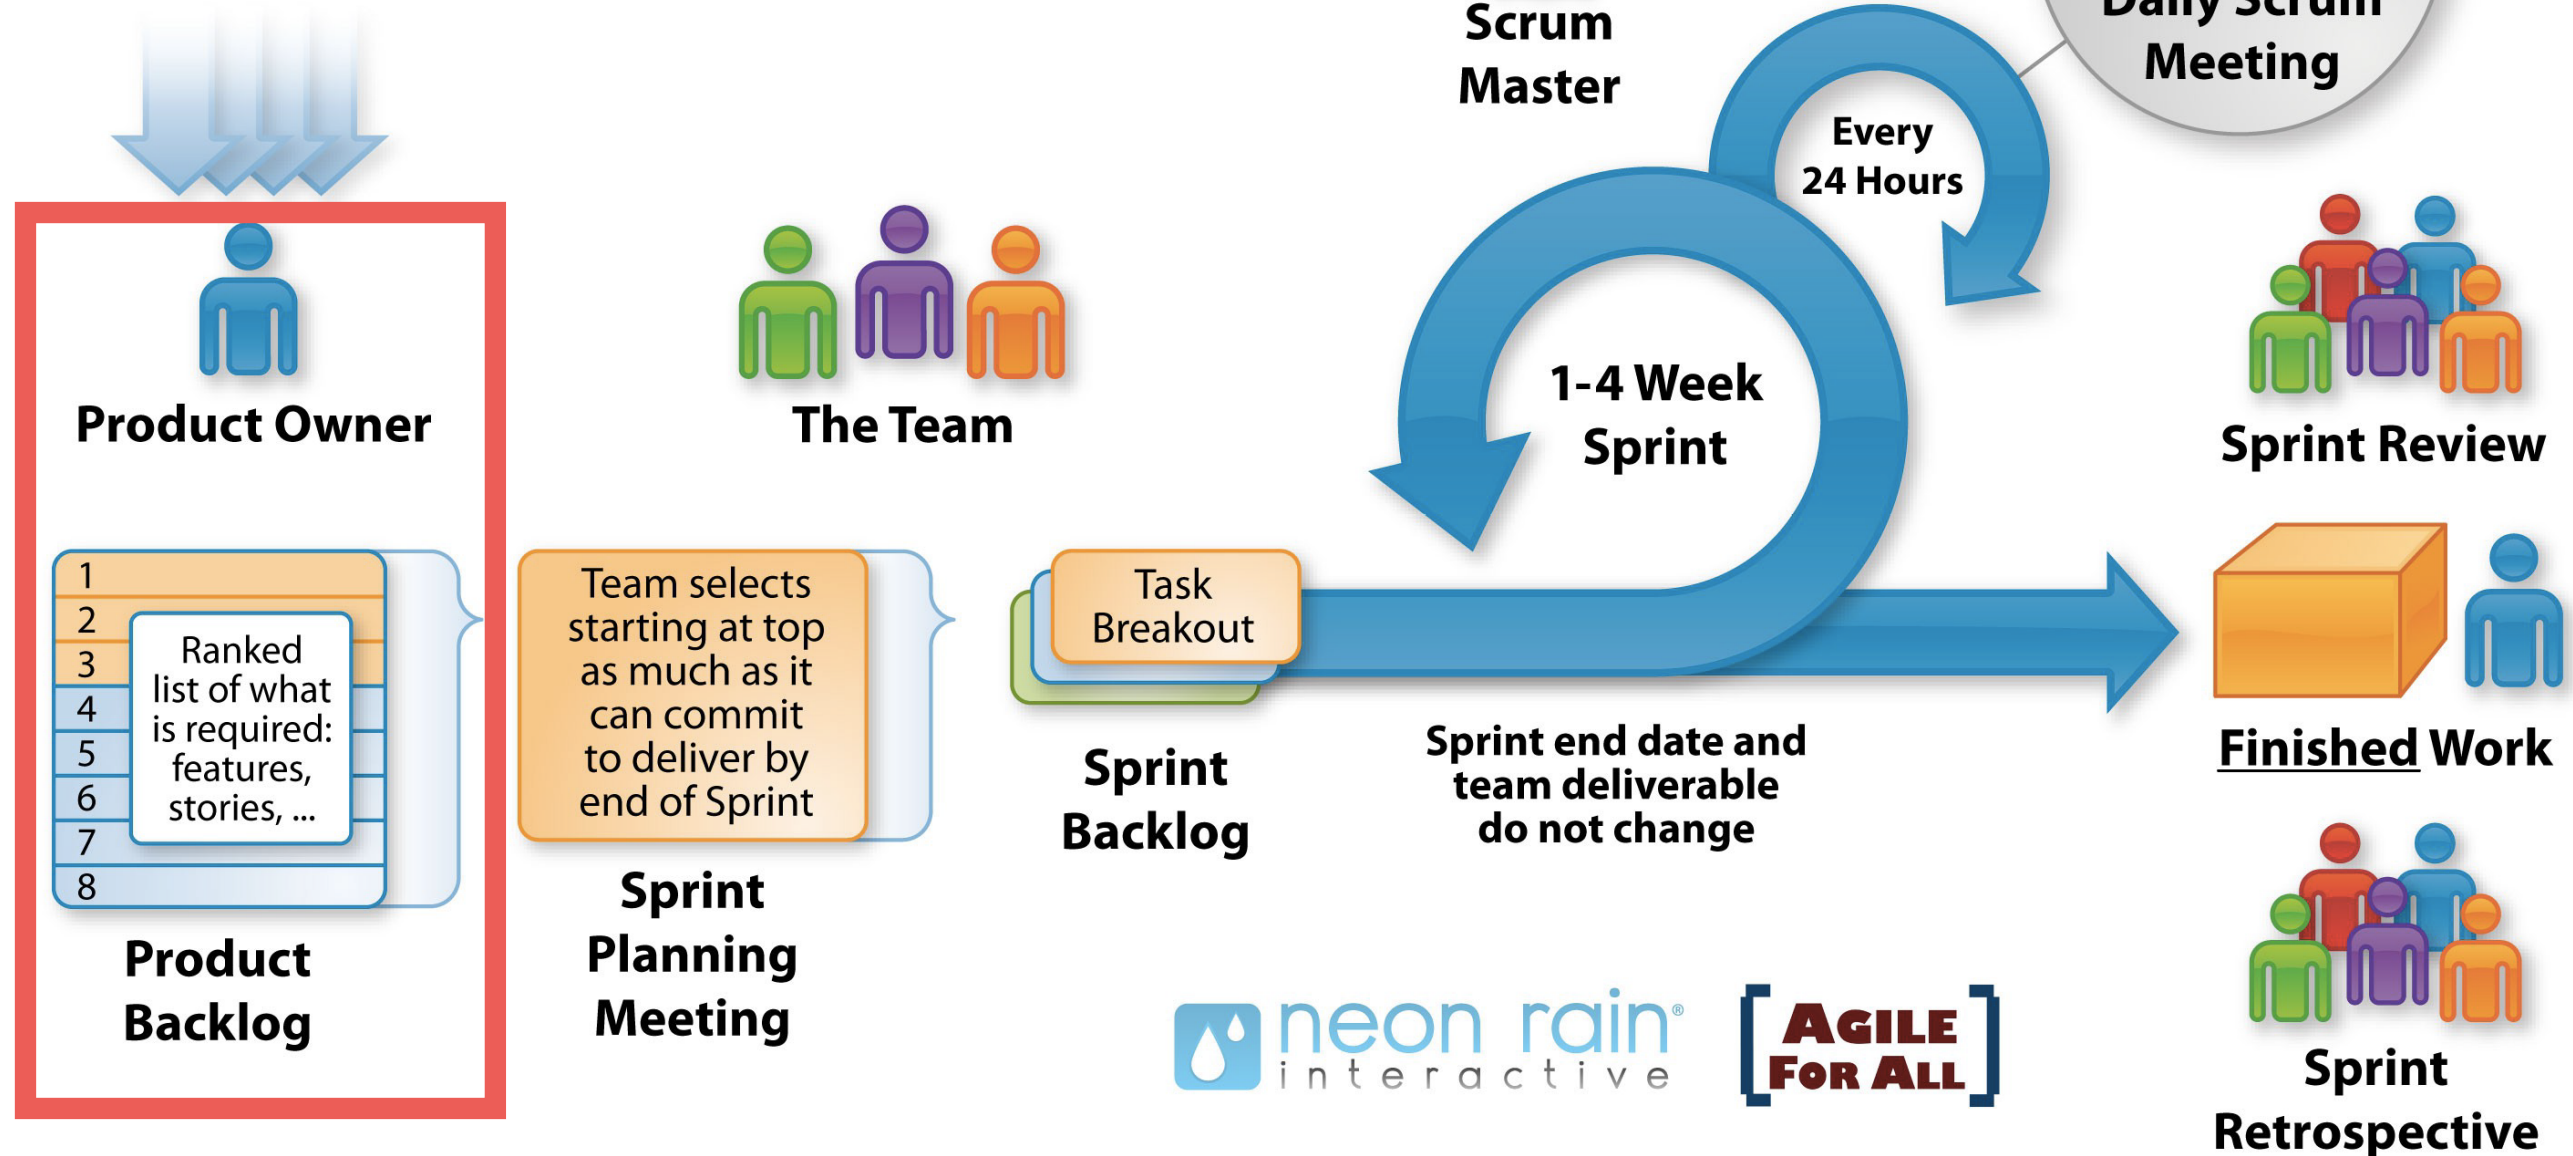 Scrum
Master
Daily Scrum
Meeting
Every
24 Hours
Product Owner
The Team
1-4 Week
Sprint
Sprint Review
1
2
3
4
5
6
7
8
Ranked
list of what
is required:
features,
stories, ...
Product
Backlog
Team selects
starting at top
as much as it
can commit
to deliver by
end of Sprint
Sprint
Planning
Meeting
Task
Breakout
Sprint
Backlog
Sprint end date and
team deliverable
do not change
Finished Work
neon rain®
interactive
AGILE
FOR ALL
Sprint
Retrospective